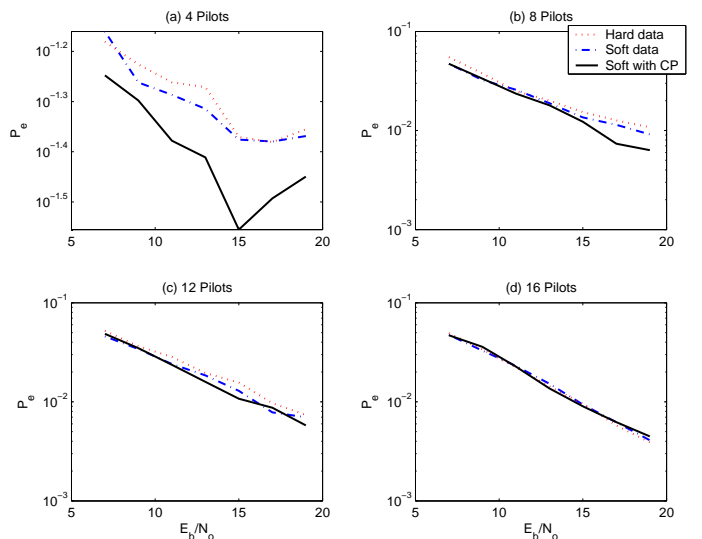 (a) 4 Pilots
10^-1.2
10^-1.3
10^-1.4
10^-1.5
P_e
5
10
15
20
(b) 8 Pilots
10^-1
10^-2
10^-3
P_e
5
10
15
20
Hard data
Soft data
Soft with CP
(c) 12 Pilots
10^-1
10^-2
10^-3
P_e
5
10
15
20
E_b/N_o
(d) 16 Pilots
10^-1
10^-2
10^-3
P_e
5
10
15
20
E_b/N_o